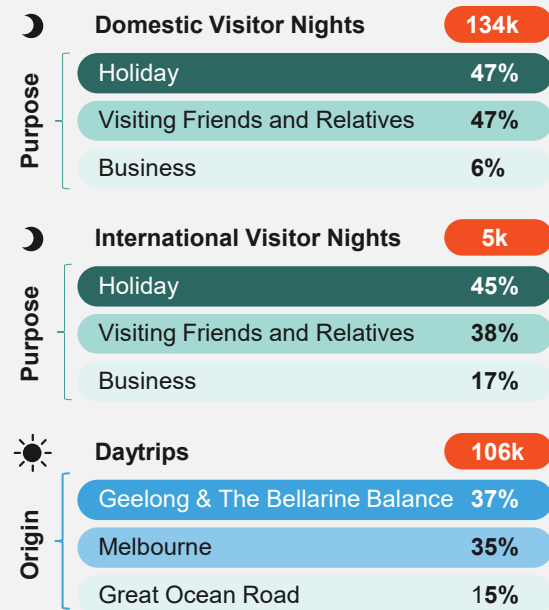 Domestic Visitor Nights 134k
Purpose
Holiday 47%
Visiting Friends and Relatives 47%
Business 6%
International Visitor Nights 5k
Purpose
Holiday 45%
Visiting Friends and Relatives 38%
Business 17%
Daytrips 106k
Origin
Geelong & The Bellarine Balance 37%
Melbourne 35%
Great Ocean Road 15%